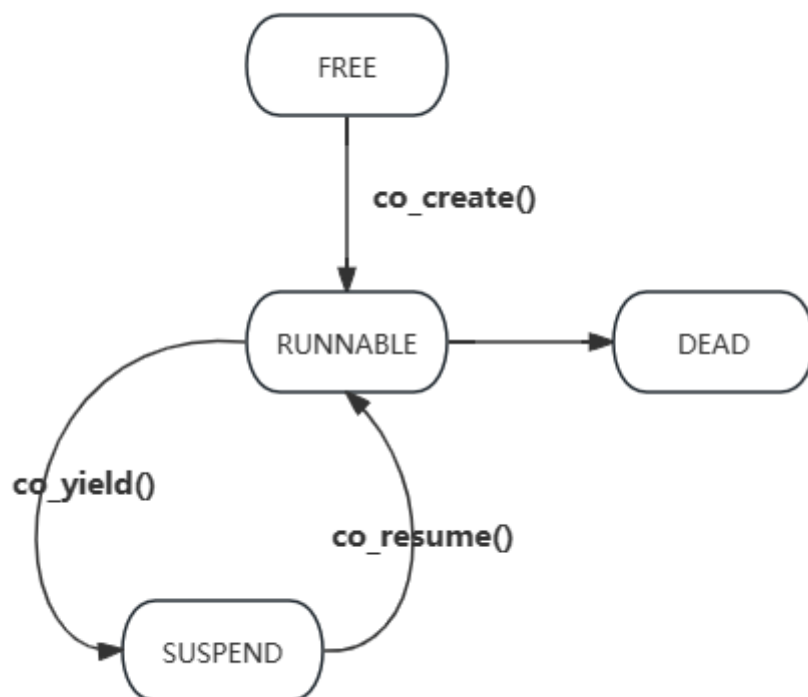 FREE
co_create()
RUNNABLE
DEAD
co_yield()
co_resume()
SUSPEND